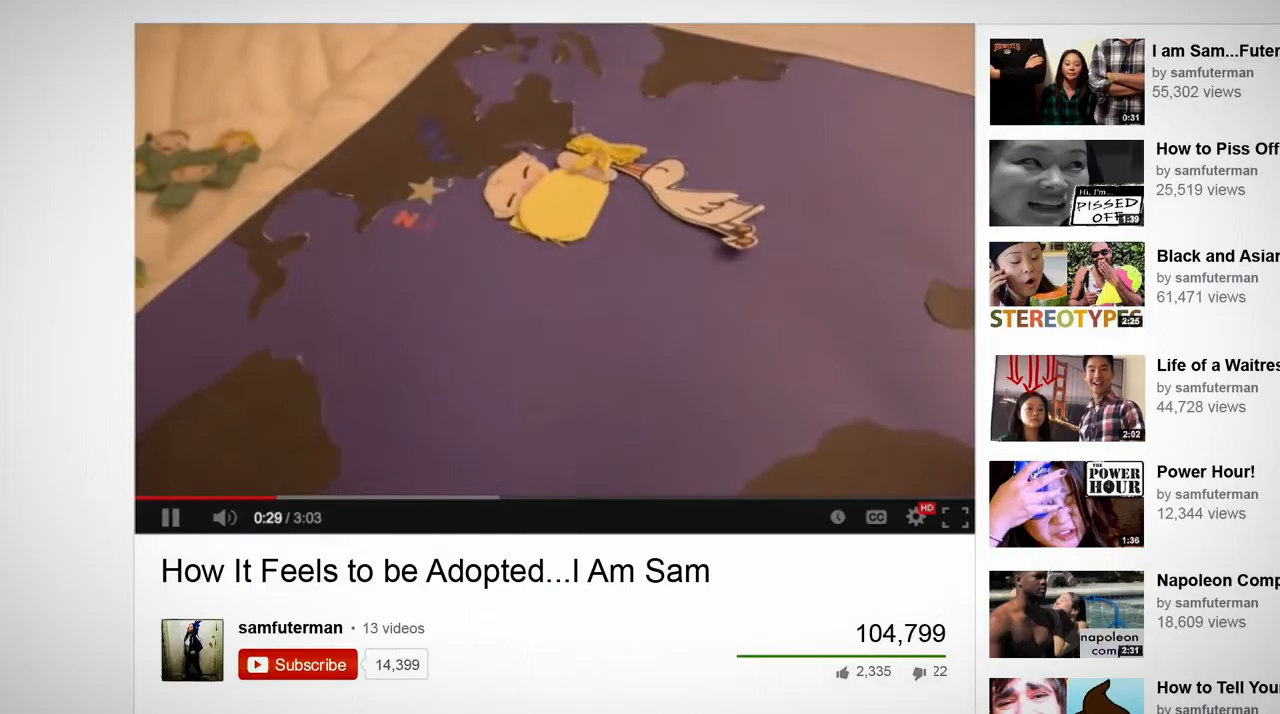 0:29 / 3:03
CC
HD
How It Feels to be Adopted...I Am Sam
samfuterman · 13 videos
Subscribe 14,399
104,799
2,335 22
I am Sam...Futer
by samfuterman
55,302 views
0:31
How to Piss Off
by samfuterman
25,519 views
Hi, I'm...
PISSED
OFF
1:39
Black and Asian
by samfuterman
61,471 views
STEREOTYPES
2:25
Life of a Waitres
by samfuterman
44,728 views
2:02
Power Hour!
by samfuterman
12,344 views
THE
POWER
HOUR
1:36
Napoleon Comp
by samfuterman
18,609 views
napoleon
com
2:31
How to Tell You
by samfuterman